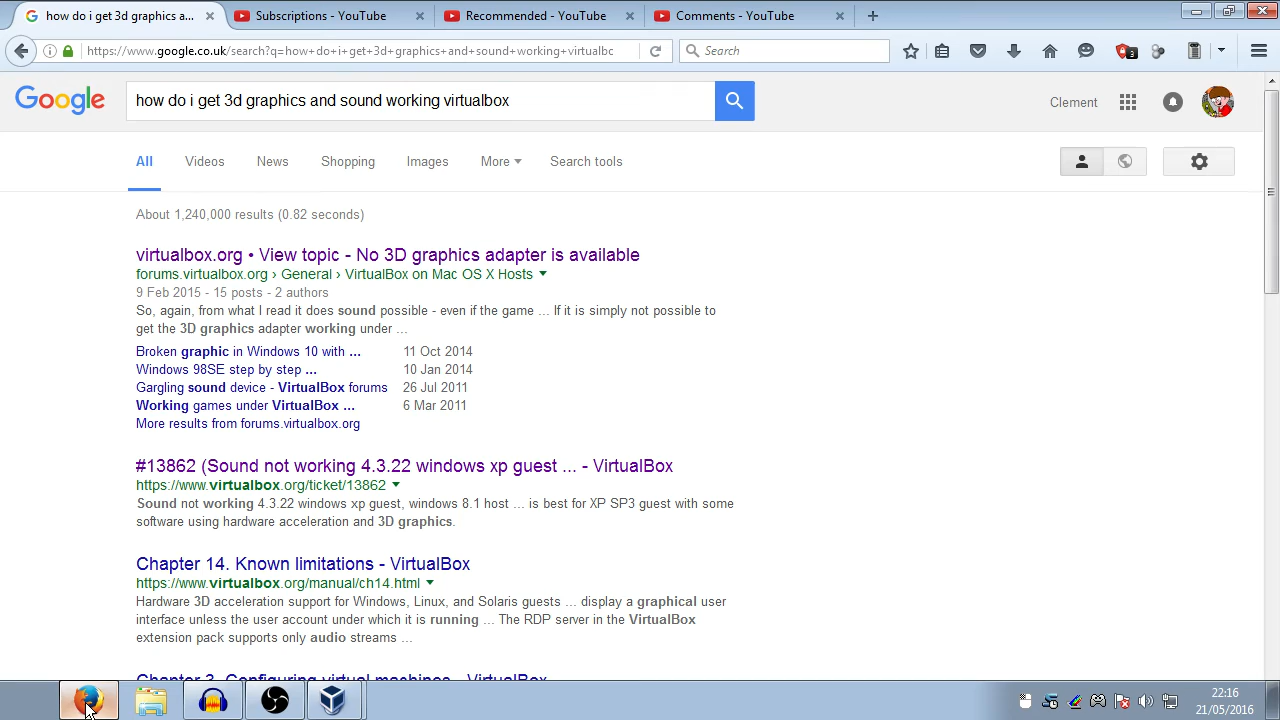 how do i get 3d graphics a...
Subscriptions - YouTube
Recommended - YouTube
Comments - YouTube
https://www.google.co.uk/search?q=how+do+i+get+3d+graphics+and+sound+working+virtualbc
Search
3
Google
how do i get 3d graphics and sound working virtualbox
Clement
All
Videos
News
Shopping
Images
More
Search tools
About 1,240,000 results (0.82 seconds)
virtualbox.org • View topic - No 3D graphics adapter is available
forums.virtualbox.org › General › VirtualBox on Mac OS X Hosts
9 Feb 2015 - 15 posts - 2 authors
So, again, from what I read it does sound possible - even if the game ... If it is simply not possible to
get the 3D graphics adapter working under ...
Broken graphic in Windows 10 with ... 11 Oct 2014
Windows 98SE step by step ... 10 Jan 2014
Gargling sound device - VirtualBox forums 26 Jul 2011
Working games under VirtualBox ... 6 Mar 2011
More results from forums.virtualbox.org
#13862 (Sound not working 4.3.22 windows xp guest ... - VirtualBox
https://www.virtualbox.org/ticket/13862
Sound not working 4.3.22 windows xp guest, windows 8.1 host ... is best for XP SP3 guest with some
software using hardware acceleration and 3D graphics.
Chapter 14. Known limitations - VirtualBox
https://www.virtualbox.org/manual/ch14.html
Hardware 3D acceleration support for Windows, Linux, and Solaris guests ... display a graphical user
interface unless the user account under which it is running ... The RDP server in the VirtualBox
extension pack supports only audio streams ...
Chapter 3. Configuring virtual machines - VirtualBox
22:16
21/05/2016